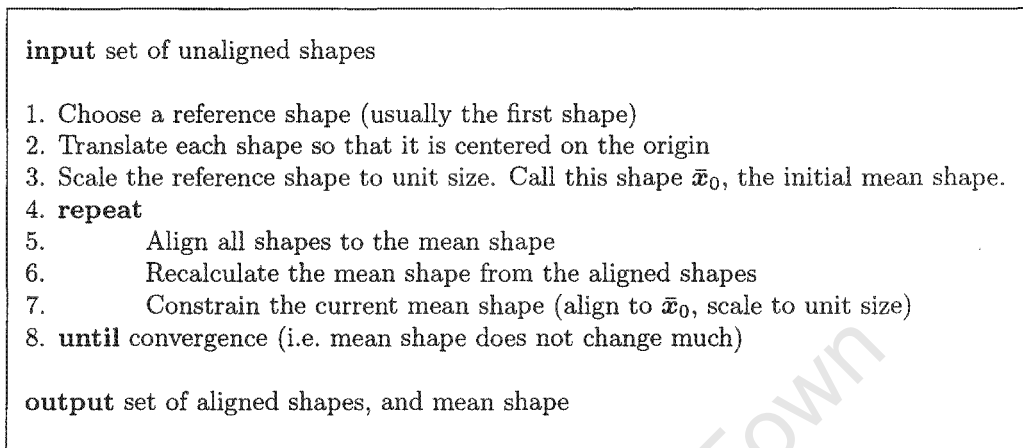 input set of unaligned shapes
1. Choose a reference shape (usually the first shape)
2. Translate each shape so that it is centered on the origin
3. Scale the reference shape to unit size. Call this shape x̄₀, the initial mean shape.
4. repeat
5. Align all shapes to the mean shape
6. Recalculate the mean shape from the aligned shapes
7. Constrain the current mean shape (align to x̄₀, scale to unit size)
8. until convergence (i.e. mean shape does not change much)
output set of aligned shapes, and mean shape
Town